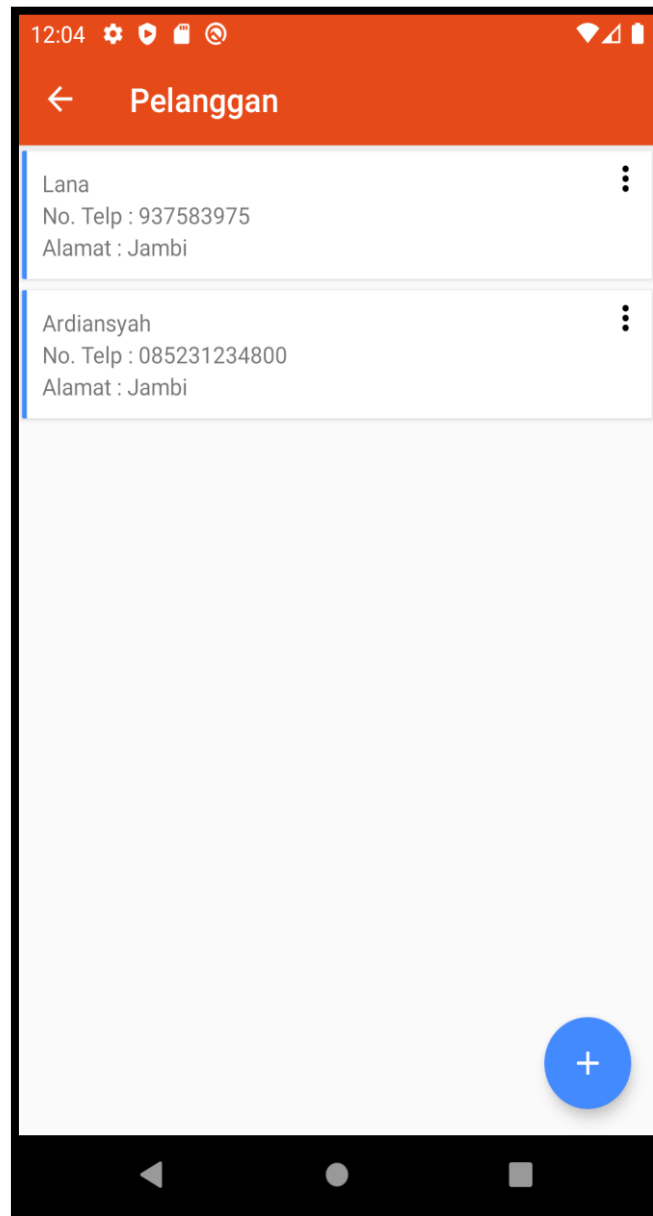 12:04
Pelanggan
Lana
No. Telp : 937583975
Alamat : Jambi
Ardiansyah
No. Telp : 085231234800
Alamat : Jambi